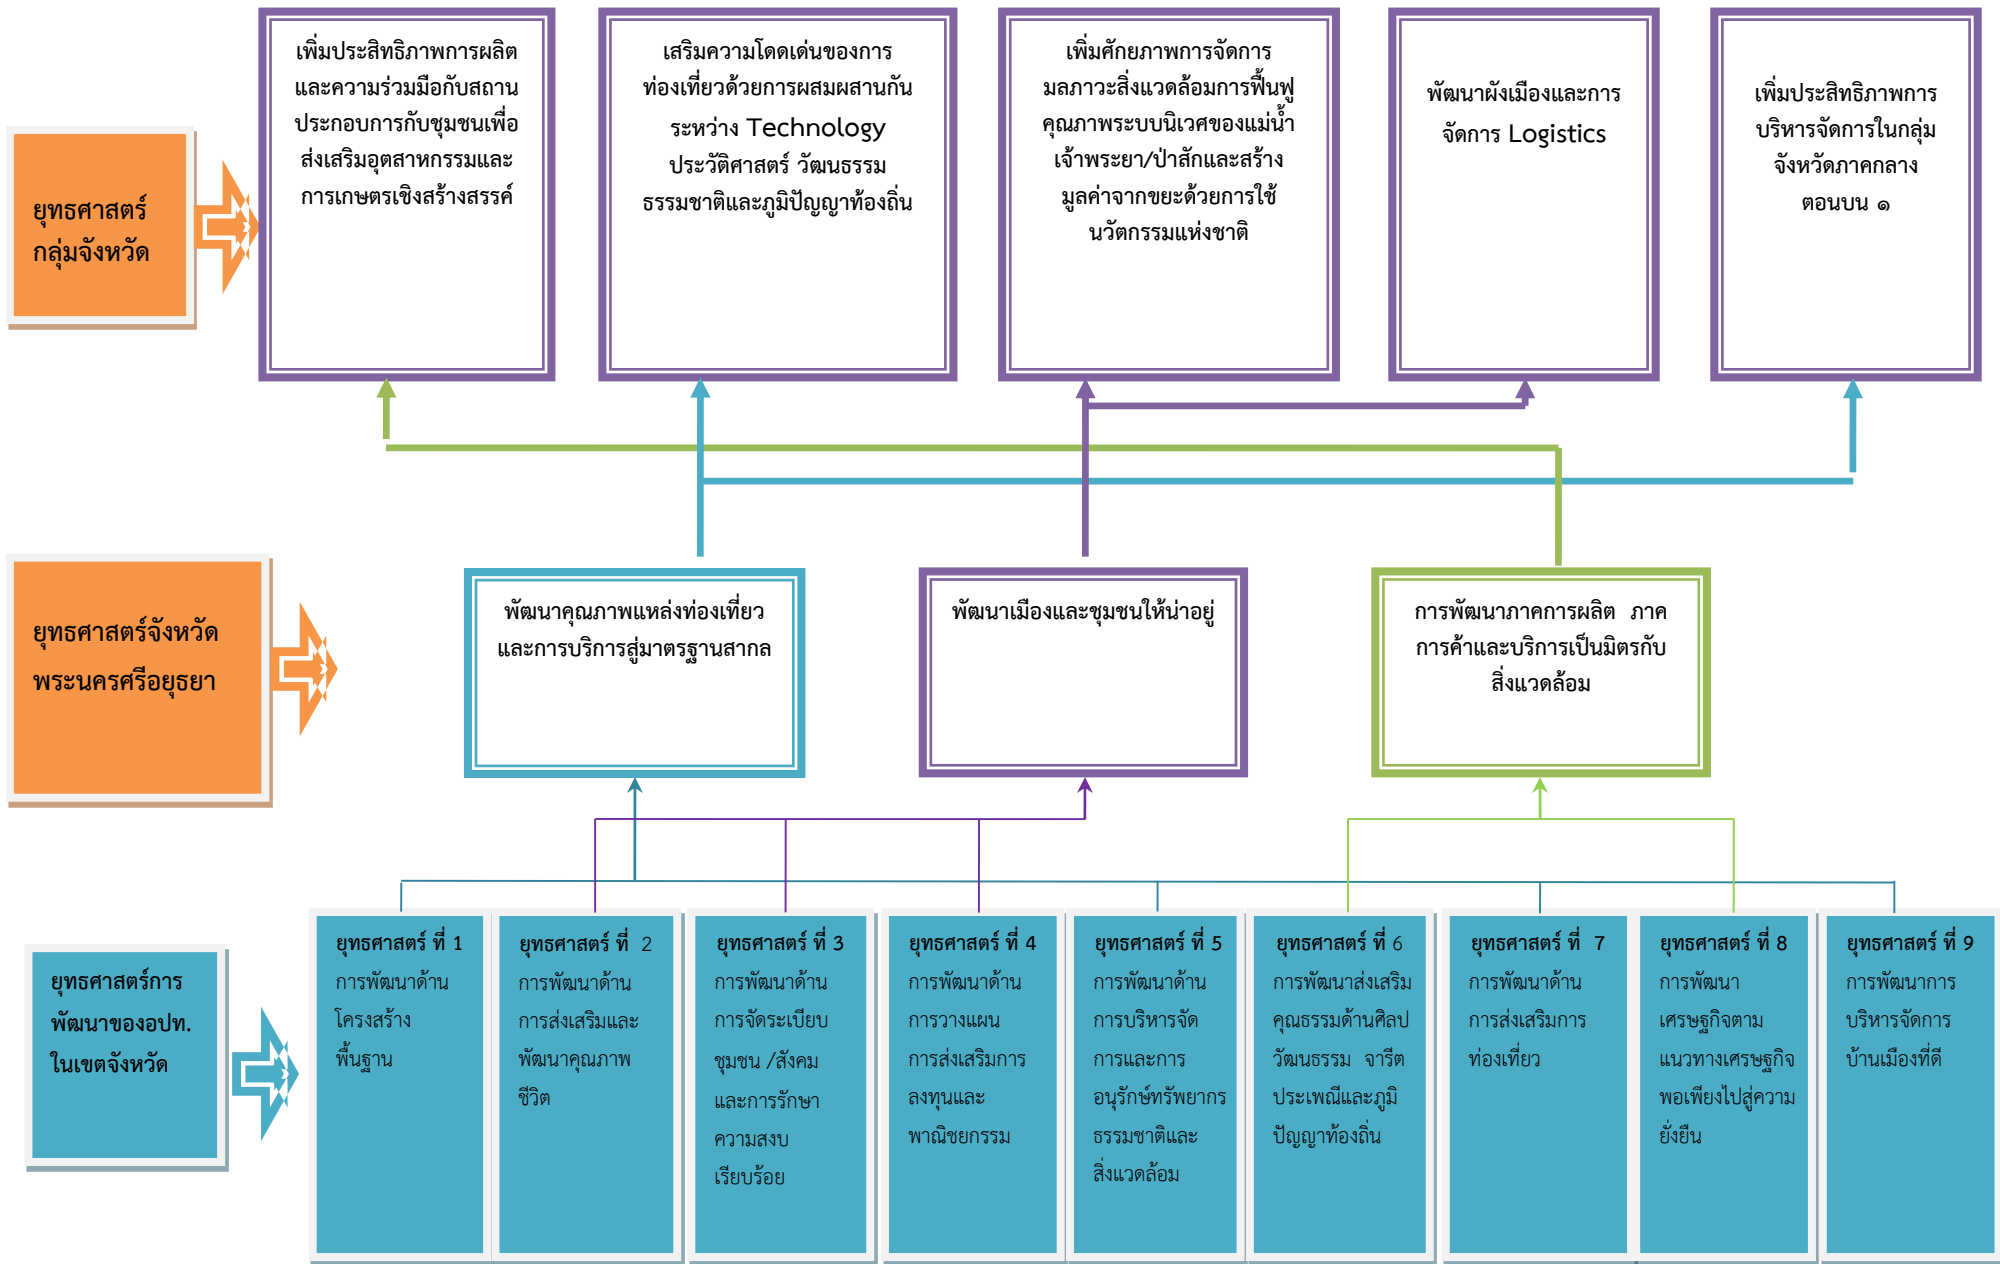 ยุทธศาสตร์
กลุ่มจังหวัด
เพิ่มประสิทธิภาพการผลิต
และความร่วมมือกับสถาน
ประกอบการกับชุมชนเพื่อ
ส่งเสริมอุตสาหกรรมและ
การเกษตรเชิงสร้างสรรค์
เสริมความโดดเด่นของการ
ท่องเที่ยวด้วยการผสมผสานกัน
ระหว่าง Technology
ประวัติศาสตร์ วัฒนธรรม
ธรรมชาติและภูมิปัญญาท้องถิ่น
เพิ่มศักยภาพการจัดการ
มลภาวะสิ่งแวดล้อมการฟื้นฟู
คุณภาพระบบนิเวศของแม่น้ำ
เจ้าพระยา/ป่าสักและสร้าง
มูลค่าจากขยะด้วยการใช้
นวัตกรรมแห่งชาติ
พัฒนาผังเมืองและการ
จัดการ Logistics
เพิ่มประสิทธิภาพการ
บริหารจัดการในกลุ่ม
จังหวัดภาคกลาง
ตอนบน ๑
ยุทธศาสตร์จังหวัด
พระนครศรีอยุธยา
พัฒนาคุณภาพแหล่งท่องเที่ยว
และการบริการสู่มาตรฐานสากล
พัฒนาเมืองและชุมชนให้น่าอยู่
การพัฒนาภาคการผลิต ภาค
การค้าและบริการเป็นมิตรกับ
สิ่งแวดล้อม
ยุทธศาสตร์การ
พัฒนาของอปท.
ในเขตจังหวัด
ยุทธศาสตร์ ที่ 1
การพัฒนาด้าน
โครงสร้าง
พื้นฐาน
ยุทธศาสตร์ ที่ 2
การพัฒนาด้าน
การส่งเสริมและ
พัฒนาคุณภาพ
ชีวิต
ยุทธศาสตร์ ที่ 3
การพัฒนาด้าน
การจัดระเบียบ
ชุมชน /สังคม
และการรักษา
ความสงบ
เรียบร้อย
ยุทธศาสตร์ ที่ 4
การพัฒนาด้าน
การวางแผน
การส่งเสริมการ
ลงทุนและ
พาณิชยกรรม
ยุทธศาสตร์ ที่ 5
การพัฒนาด้าน
การบริหารจัด
การและการ
อนุรักษ์ทรัพยากร
ธรรมชาติและ
สิ่งแวดล้อม
ยุทธศาสตร์ ที่ 6
การพัฒนาส่งเสริม
คุณธรรมด้านศิลป
วัฒนธรรม จารีต
ประเพณีและภูมิ
ปัญญาท้องถิ่น
ยุทธศาสตร์ ที่ 7
การพัฒนาด้าน
การส่งเสริมการ
ท่องเที่ยว
ยุทธศาสตร์ ที่ 8
การพัฒนา
เศรษฐกิจตาม
แนวทางเศรษฐกิจ
พอเพียงไปสู่ความ
ยั่งยืน
ยุทธศาสตร์ ที่ 9
การพัฒนาการ
บริหารจัดการ
บ้านเมืองที่ดี